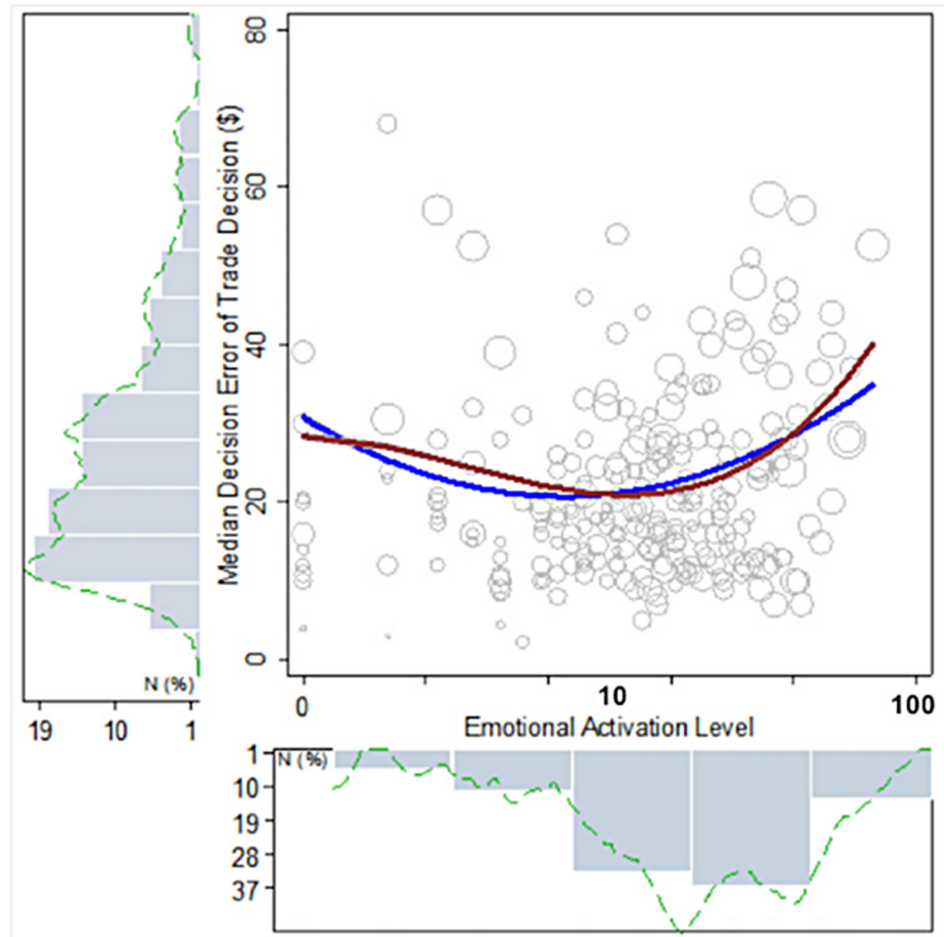 Median Decision Error of Trade Decision ($)
80
60
40
20
0
N (%)
19 10 1
0 10 100
Emotional Activation Level
N (%)
1
10
19
28
37